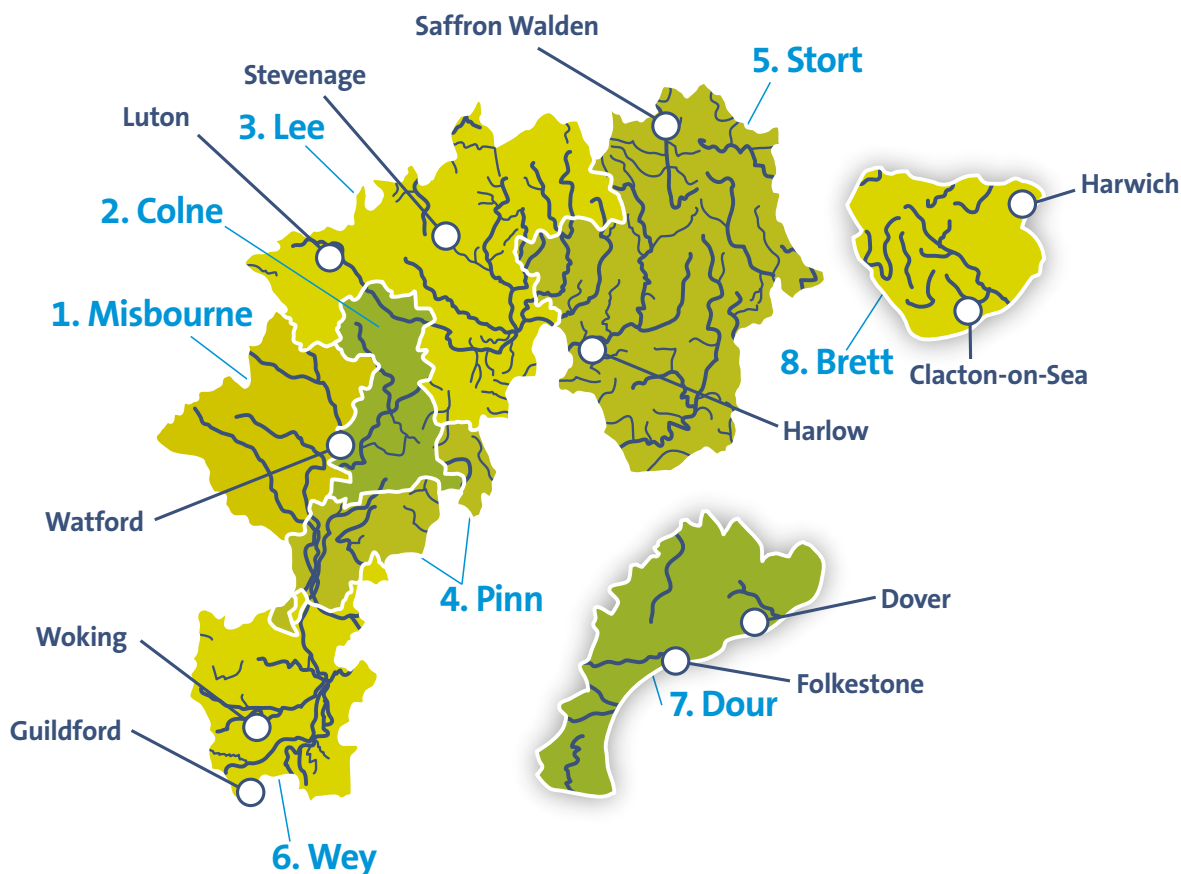 Saffron Walden
5. Stort
Stevenage
Luton
3. Lee
Harwich
2. Colne
1. Misbourne
8. Brett
Clacton-on-Sea
Harlow
Watford
4. Pinn
Dover
Woking
Folkestone
7. Dour
Guildford
6. Wey